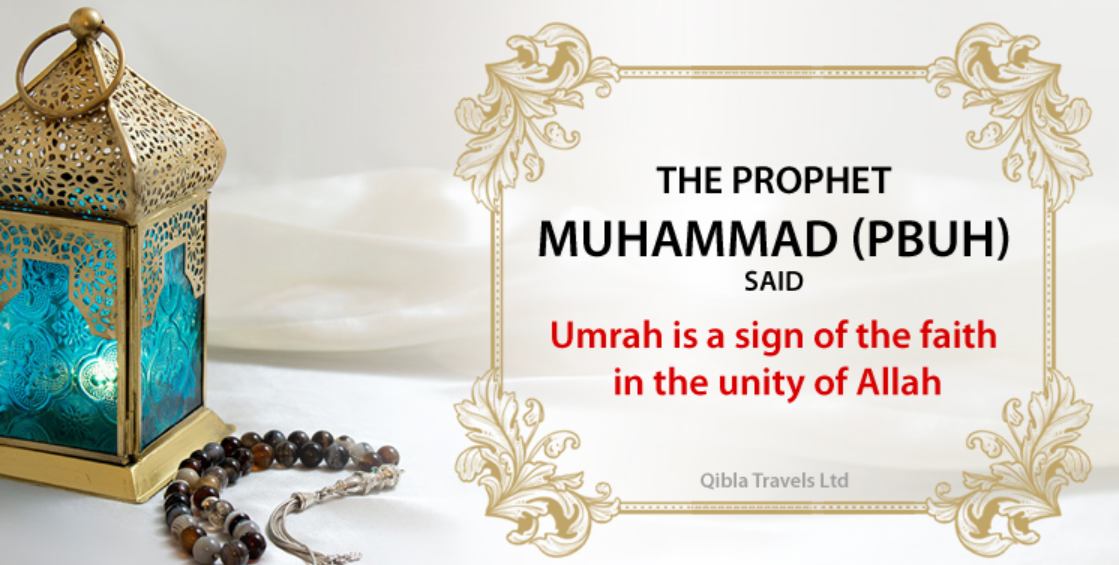 THE PROPHET
MUHAMMAD (PBUH)
SAID
Umrah is a sign of the faith
in the unity of Allah
Qibla Travels Ltd